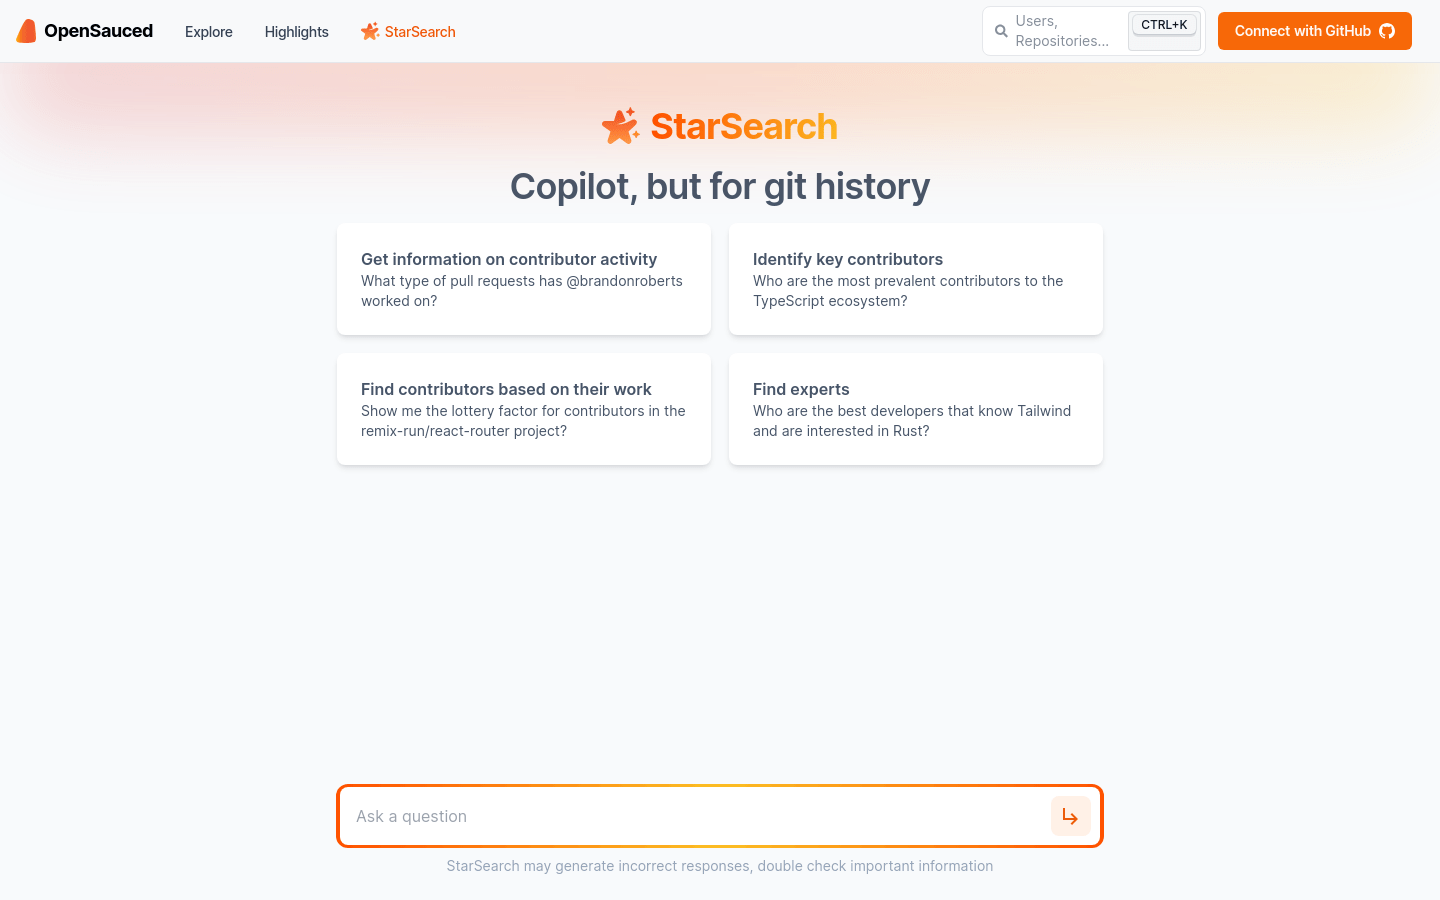 OpenSauced
Explore
Highlights
StarSearch
Users,
Repositories...
CTRL+K
Connect with GitHub
StarSearch
Copilot, but for git history
Get information on contributor activity
What type of pull requests has @brandonroberts
worked on?
Identify key contributors
Who are the most prevalent contributors to the
TypeScript ecosystem?
Find contributors based on their work
Show me the lottery factor for contributors in the
remix-run/react-router project?
Find experts
Who are the best developers that know Tailwind
and are interested in Rust?
Ask a question
StarSearch may generate incorrect responses, double check important information